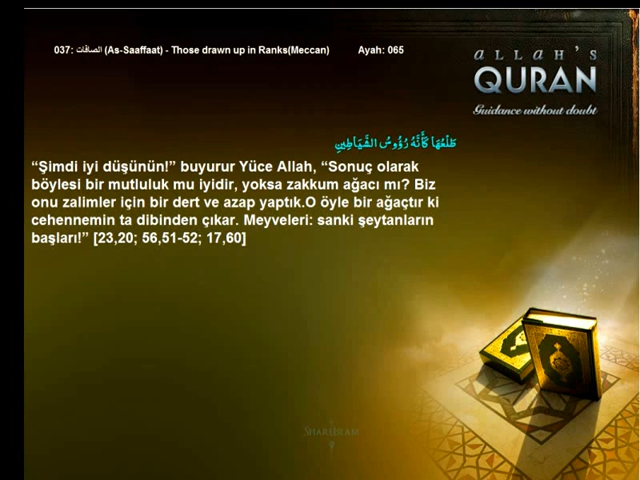 037: الصافات (As-Saaffaat) - Those drawn up in Ranks(Meccan) Ayah: 065
ALLAH'S
QURAN
Guidance without doubt
طَلْعُهَا كَأَنَّهُ رُؤُوسُ الشَّيَاطِينِ
“Şimdi iyi düşünün!” buyurur Yüce Allah, “Sonuç olarak
böylesi bir mutluluk mu iyidir, yoksa zakkum ağacı mı? Biz
onu zalimler için bir dert ve azap yaptık.O öyle bir ağaçtır ki
cehennemin ta dibinden çıkar. Meyveleri: sanki şeytanların
başları!” [23,20; 56,51-52; 17,60]
SHAREISLAM